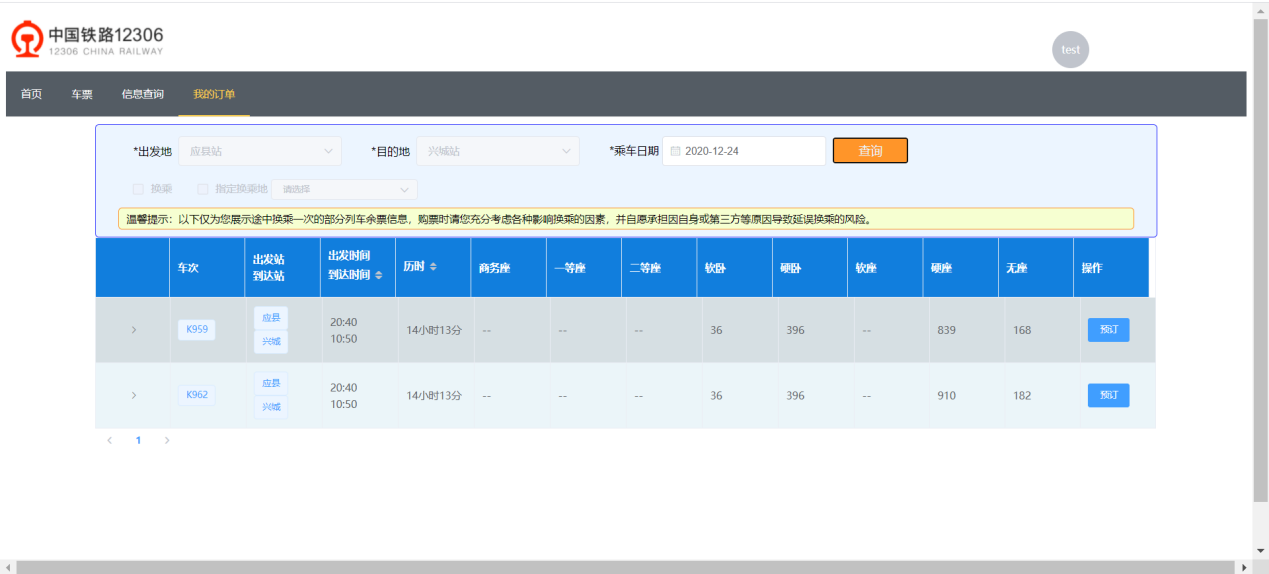 中国铁路12306
12306 CHINA RAILWAY
test
首页 车票 信息查询 我的订单
*出发地 应县站 *目的地 兴城站 *乘车日期 2020-12-24 查询
换乘 指定换乘地 请选择
温馨提示：以下仅为您展示途中换乘一次的部分列车余票信息，购票时请您充分考虑各种影响换乘的因素，并自愿承担因自身或第三方等原因导致延误换乘的风险。
车次 出发站 出发时间 历时 商务座 一等座 二等座 软卧 硬卧 软座 硬座 无座 操作
到达站 到达时间
K959 应县 20:40 14小时13分 -- -- -- 36 396 -- 839 168 预订
兴城 10:50
K962 应县 20:40 14小时13分 -- -- -- 36 396 -- 910 182 预订
兴城 10:50
1